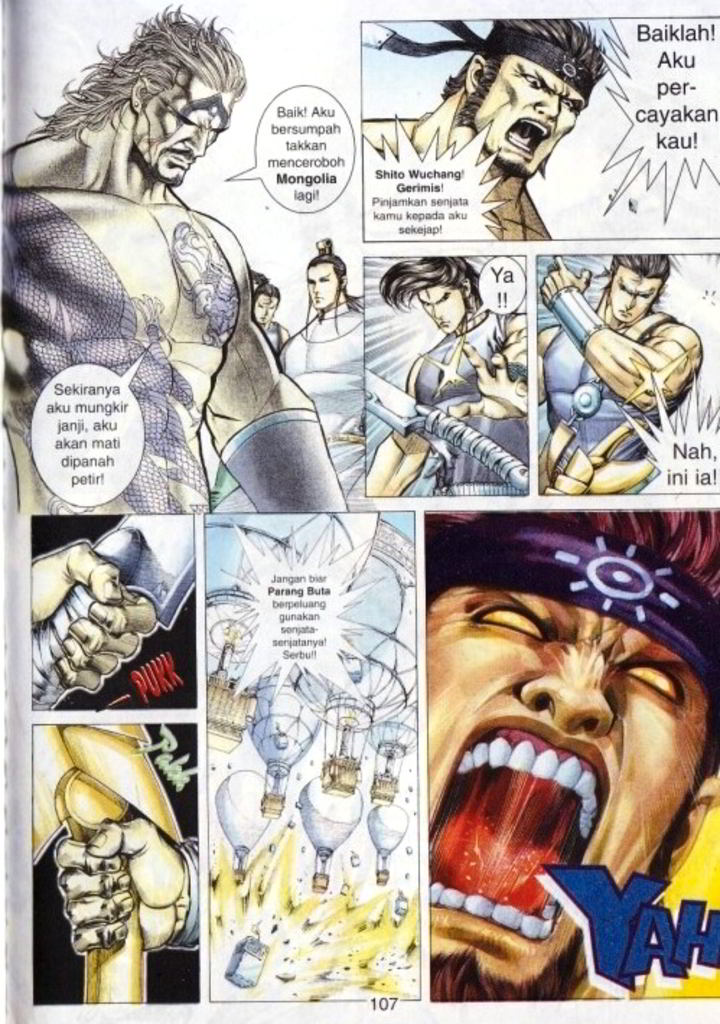 Baik! Aku
bersumpah
takkan
menceroboh
Mongolia
lagi!
Sekiranya
aku mungkir
janji, aku
akan mati
dipanah
petir!
Baiklah!
Aku
per-
cayakan
kau!
Shito Wuchang!
Gerimis!
Pinjamkan senjata
kamu kepada aku
sekejap!
Ya
!!
Nah,
ini ia!
PUKK
Pakk
Jangan biar
Parang Buta
berpeluang
gunakan
senjata-
senjatanya!
Serbu!!
YAH
107